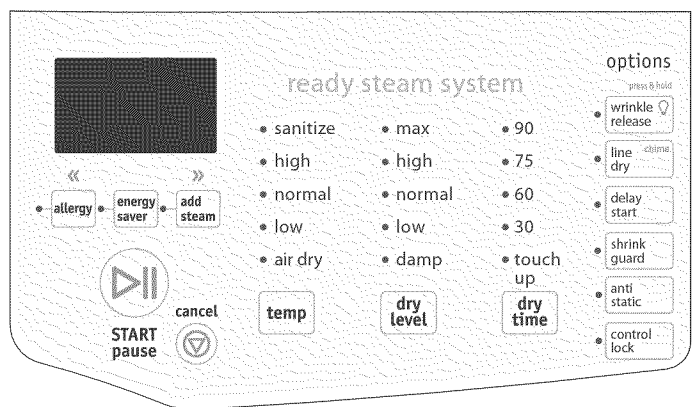 options
press & hold
ready steam system
wrinkle
release
sanitize
max
90
line
dry
chime
high
high
75
allergy
energy
saver
add
steam
normal
normal
60
delay
start
low
low
30
shrink
guard
air dry
damp
touch
up
anti
static
temp
dry
level
dry
time
cancel
START
pause
control
lock